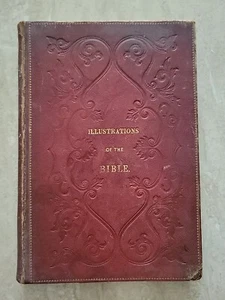 ILLUSTRATIONS
OF THE
BIBLE.